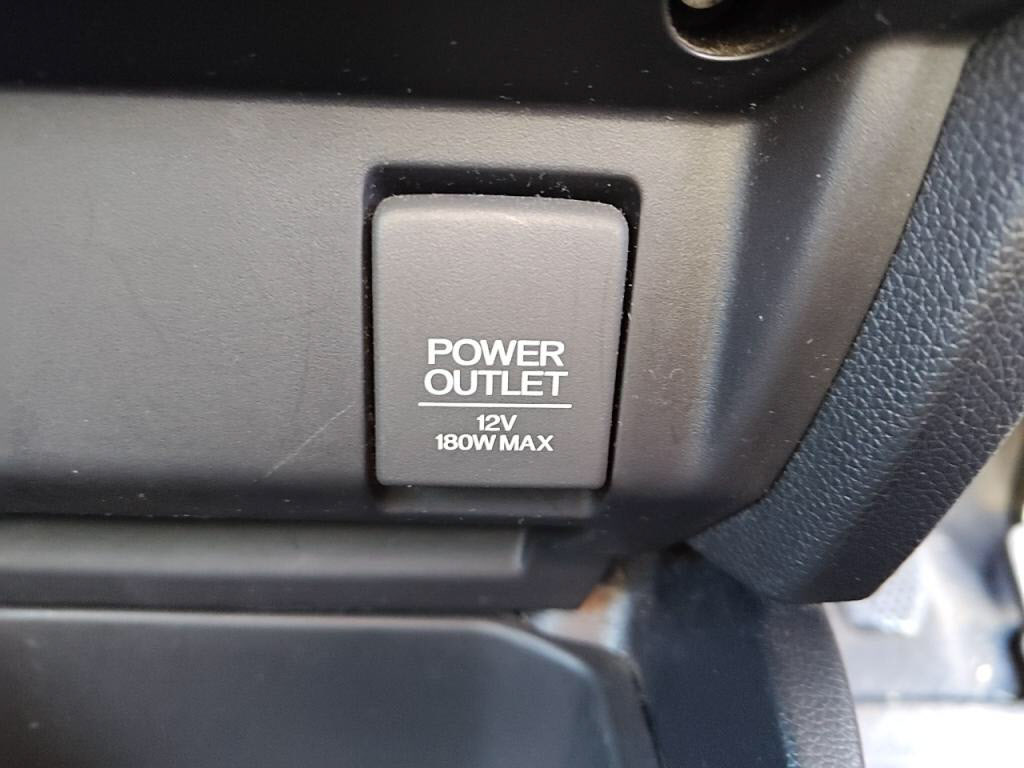 POWER
OUTLET
12V
180W MAX